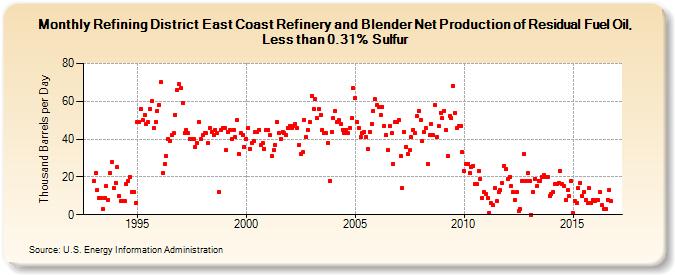 Monthly Refining District East Coast Refinery and Blender Net Production of Residual Fuel Oil,
Less than 0.31% Sulfur
Thousand Barrels per Day
80
60
40
20
0
1995 2000 2005 2010 2015
Source: U.S. Energy Information Administration